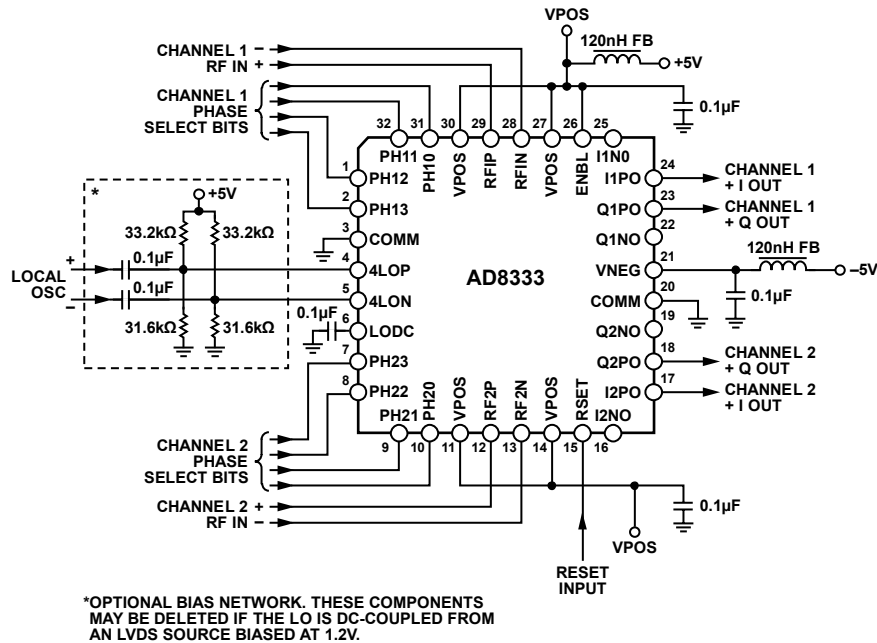 VPOS
120nH FB
+5V
CHANNEL 1 –
RF IN +
CHANNEL 1
PHASE
SELECT BITS
0.1µF
32 31 30 29 28 27 26 25
PH11 PH10 VPOS RFIP RFIN VPOS ENBL I1N0
1 PH12
2 PH13
3 COMM
4 4LOP
5 4LON
6 LODC
7 PH23
8 PH22
AD8333
24 I1PO
CHANNEL 1
+ I OUT
23 Q1PO
CHANNEL 1
+ Q OUT
22 Q1NO
21 VNEG
120nH FB
–5V
0.1µF
20 COMM
19 Q2NO
18 Q2PO
CHANNEL 2
+ Q OUT
17 I2PO
CHANNEL 2
+ I OUT
*
+5V
33.2kΩ 33.2kΩ
+
0.1µF
LOCAL
OSC
0.1µF
–
31.6kΩ 31.6kΩ
0.1µF
PH21 PH20 VPOS RF2P RF2N VPOS RSET I2NO
9 10 11 12 13 14 15 16
CHANNEL 2
PHASE
SELECT BITS
CHANNEL 2 +
RF IN –
0.1µF
VPOS
RESET
INPUT
*OPTIONAL BIAS NETWORK. THESE COMPONENTS
MAY BE DELETED IF THE LO IS DC-COUPLED FROM
AN LVDS SOURCE BIASED AT 1.2V.